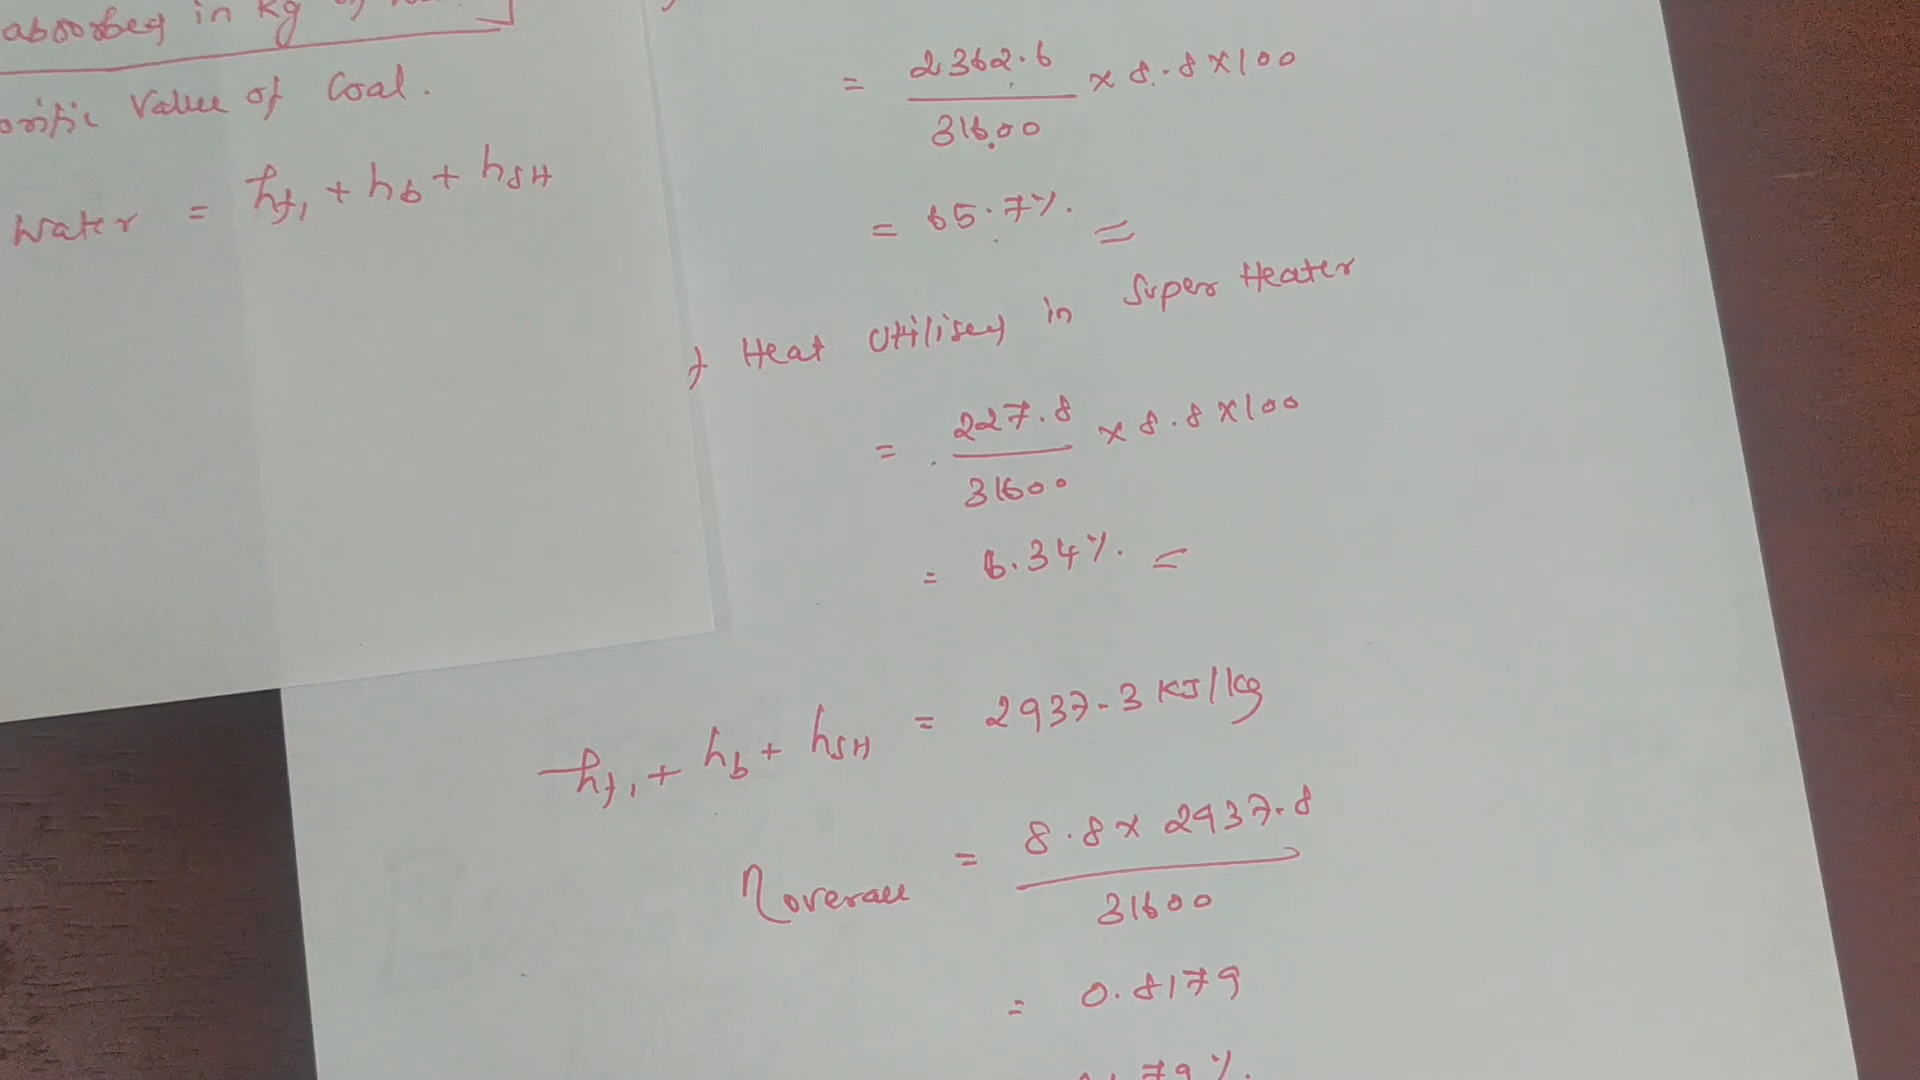 absorbed in kg
Value of Coal.
Water = hf1 + hb + hSH
= 2362.6 / 31600 × 8.8 × 100
= 65.7%. =
Heat Utilised in Super Heater
= 227.8 / 31600 × 8.8 × 100
= 6.34%. =
hf1 + hb + hSH = 2937.3 KJ/kg
η overall = 8.8 × 2937.8 / 31600
= 0.8179
79%.